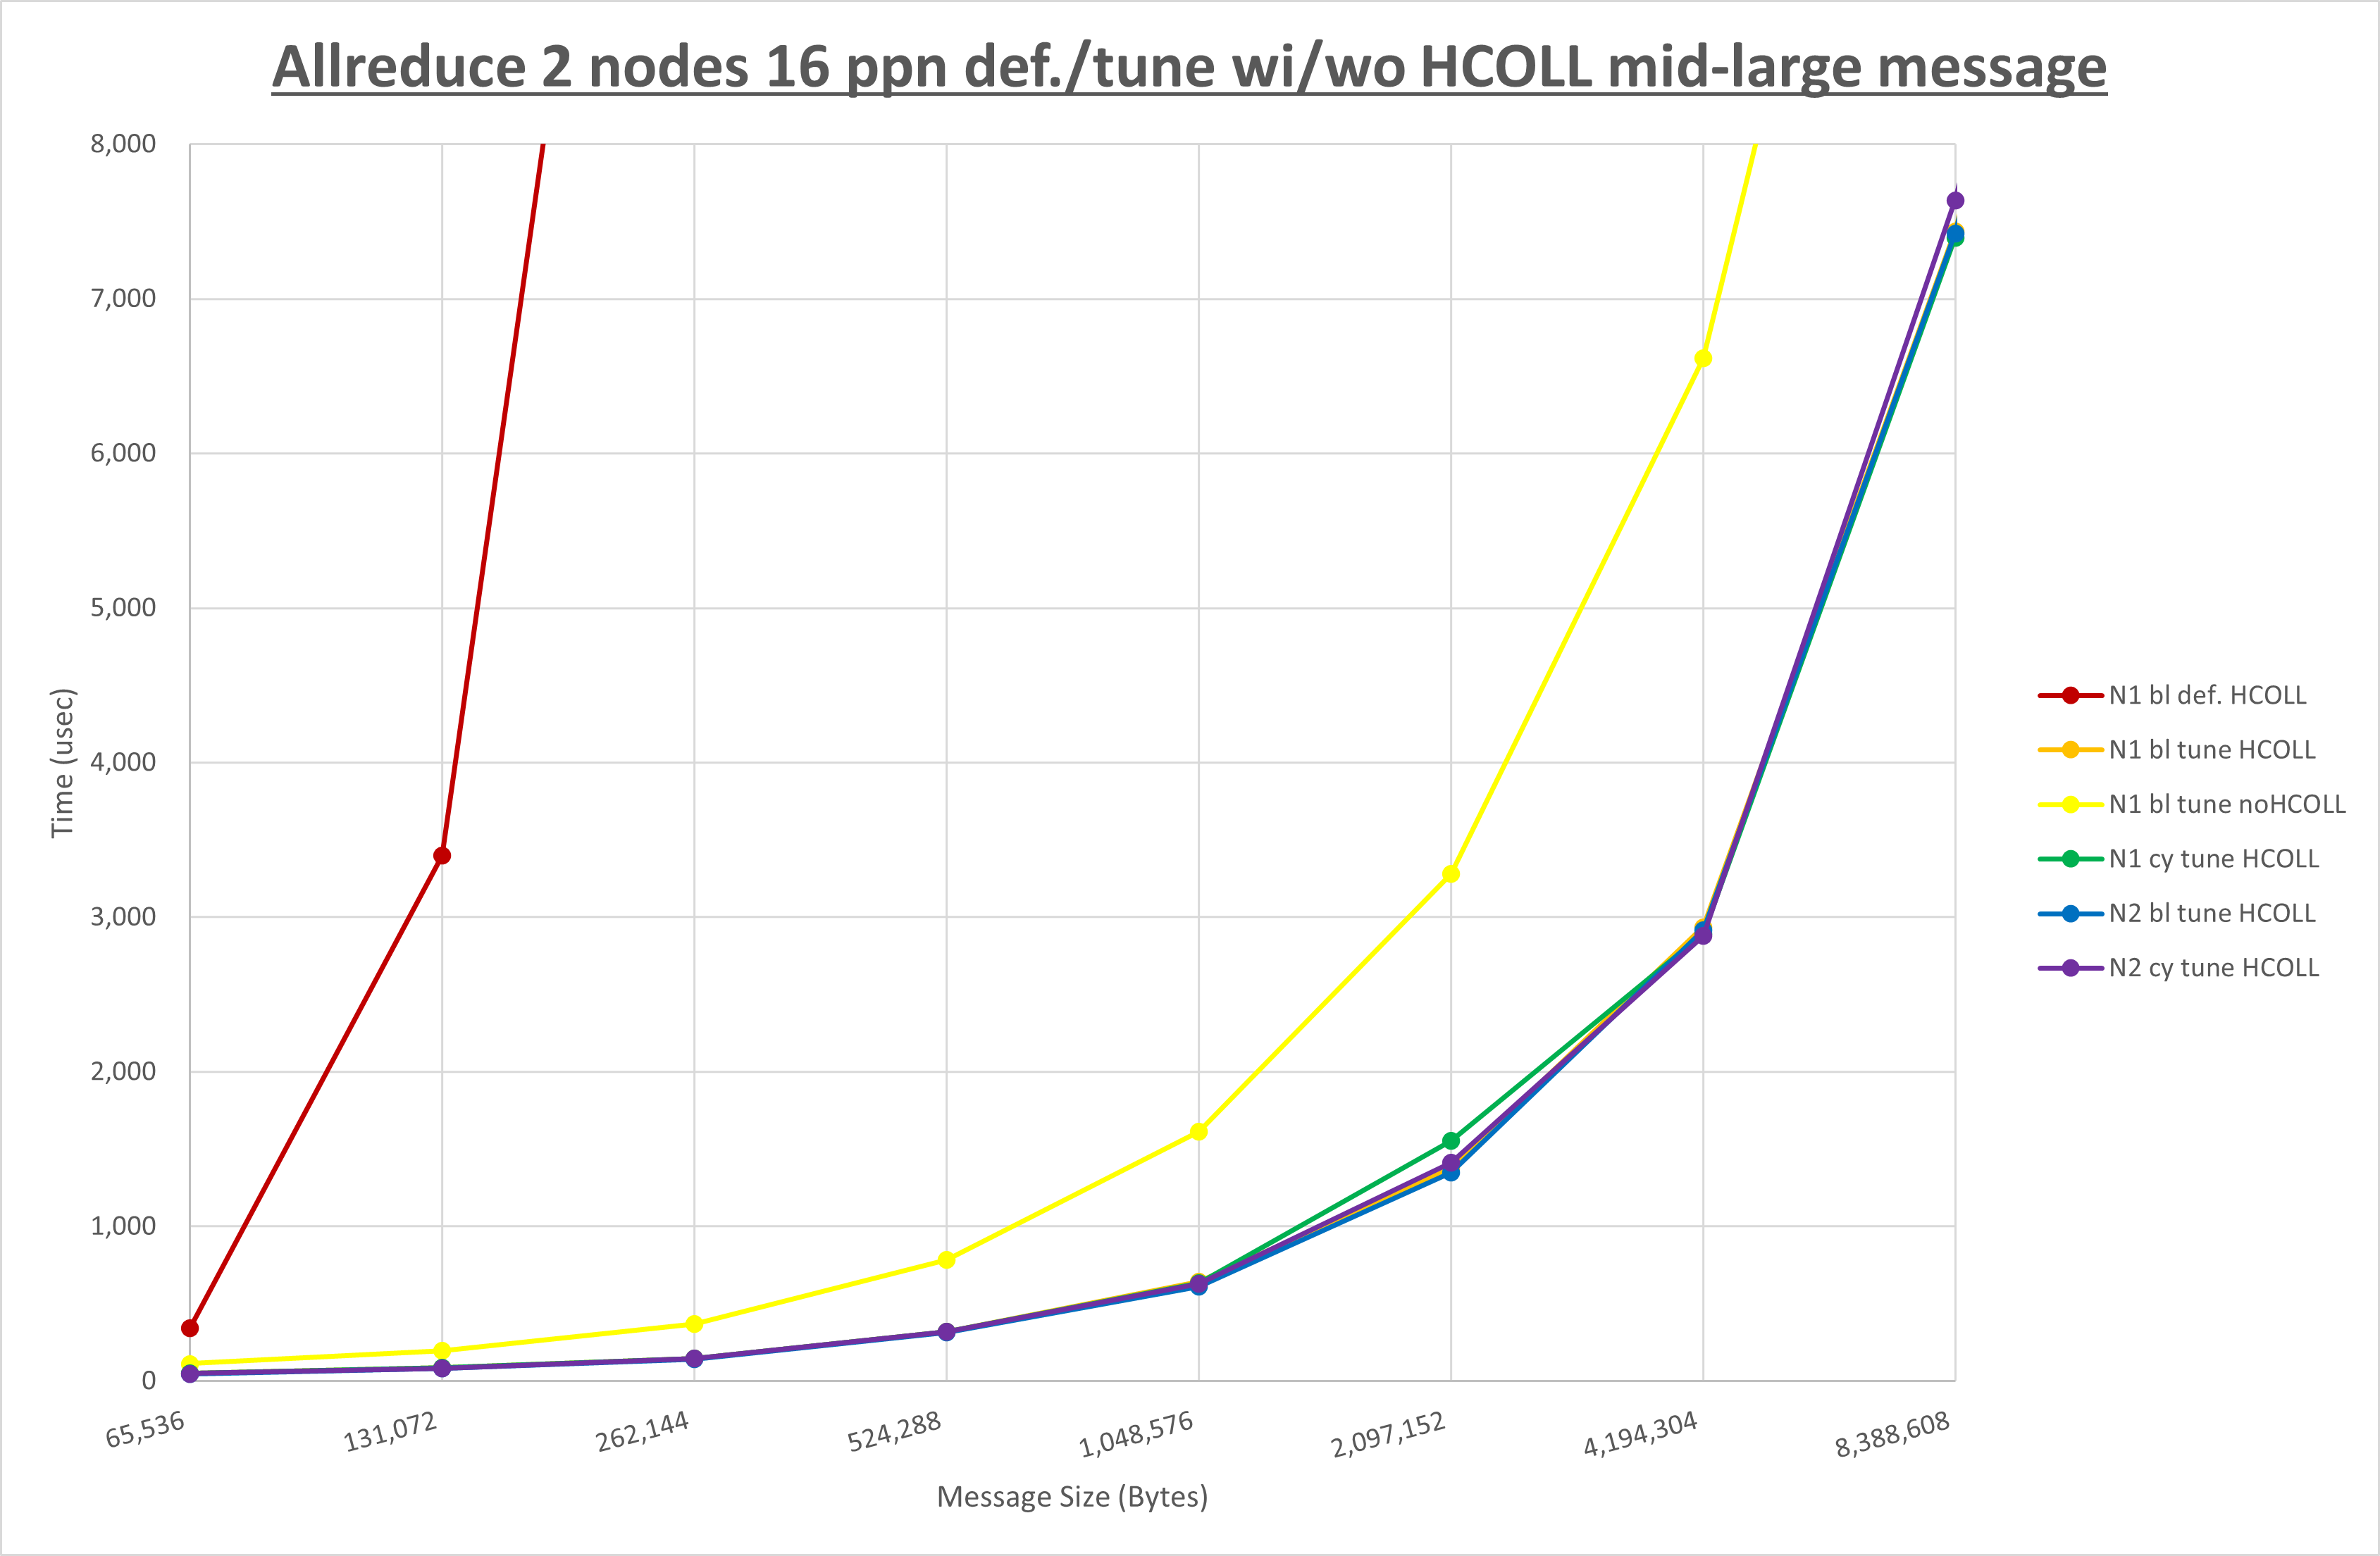 Allreduce 2 nodes 16 ppn def./tune wi/wo HCOLL mid-large message
8,000
7,000
6,000
5,000
4,000
3,000
2,000
1,000
0
Time (usec)
65,536
131,072
262,144
524,288
1,048,576
2,097,152
4,194,304
8,388,608
Message Size (Bytes)
N1 bl def. HCOLL
N1 bl tune HCOLL
N1 bl tune noHCOLL
N1 cy tune HCOLL
N2 bl tune HCOLL
N2 cy tune HCOLL